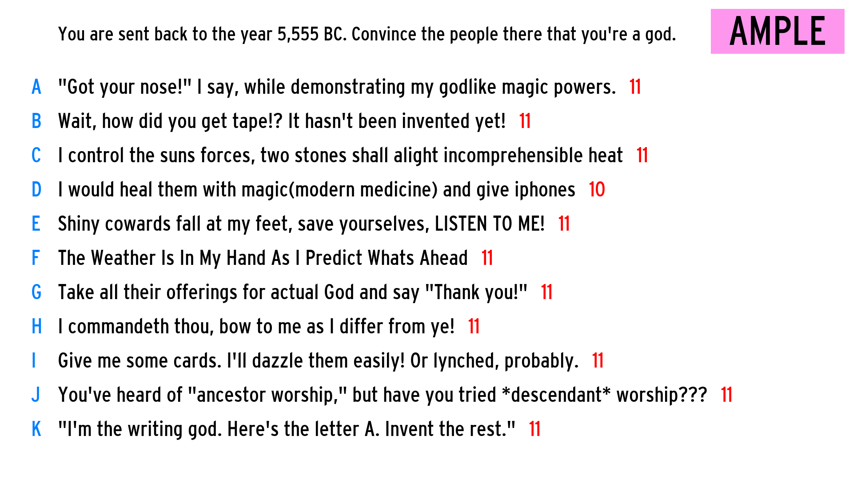 You are sent back to the year 5,555 BC. Convince the people there that you're a god.
AMPLE
A "Got your nose!" I say, while demonstrating my godlike magic powers. 11
B Wait, how did you get tape!? It hasn't been invented yet! 11
C I control the suns forces, two stones shall alight incomprehensible heat 11
D I would heal them with magic(modern medicine) and give iphones 10
E Shiny cowards fall at my feet, save yourselves, LISTEN TO ME! 11
F The Weather Is In My Hand As I Predict Whats Ahead 11
G Take all their offerings for actual God and say "Thank you!" 11
H I commandeth thou, bow to me as I differ from ye! 11
I Give me some cards. I'll dazzle them easily! Or lynched, probably. 11
J You've heard of "ancestor worship," but have you tried *descendant* worship??? 11
K "I'm the writing god. Here's the letter A. Invent the rest." 11